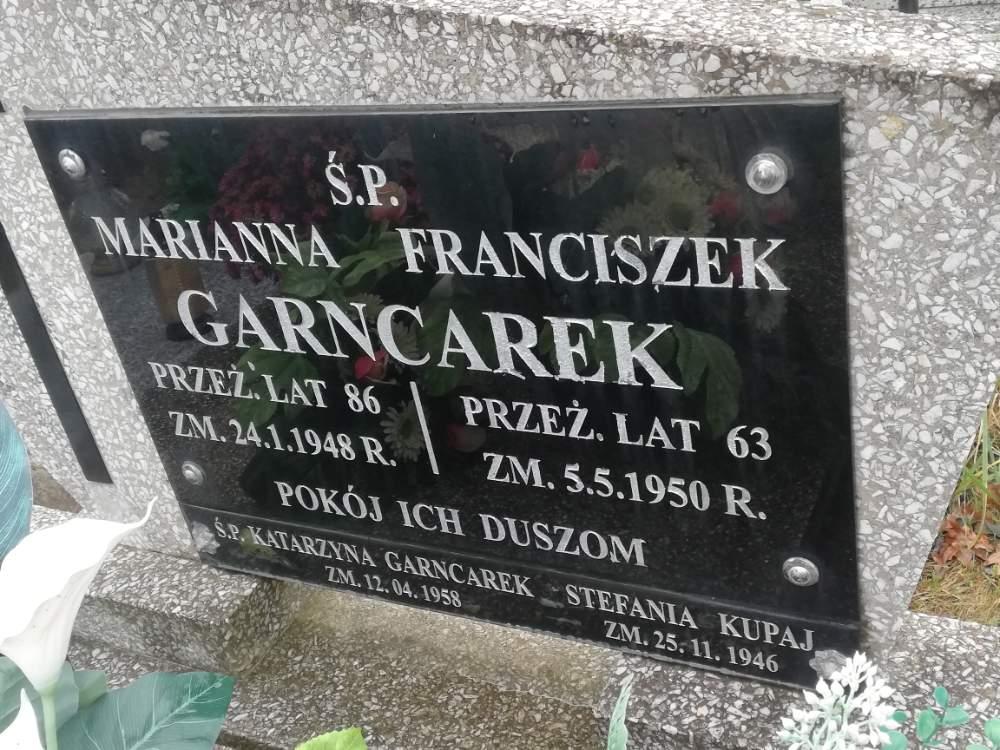 Ś.P.
MARIANNA FRANCISZEK
GARNCAREK
PRZEŻ. LAT 86
ZM. 24.1.1948 R.
PRZEŻ. LAT 63
ZM. 5.5.1950 R.
POKÓJ ICH DUSZOM
Ś.P. KATARZYNA GARNCAREK
ZM. 12.04.1958
STEFANIA KUPAJ
ZM. 25.11.1946